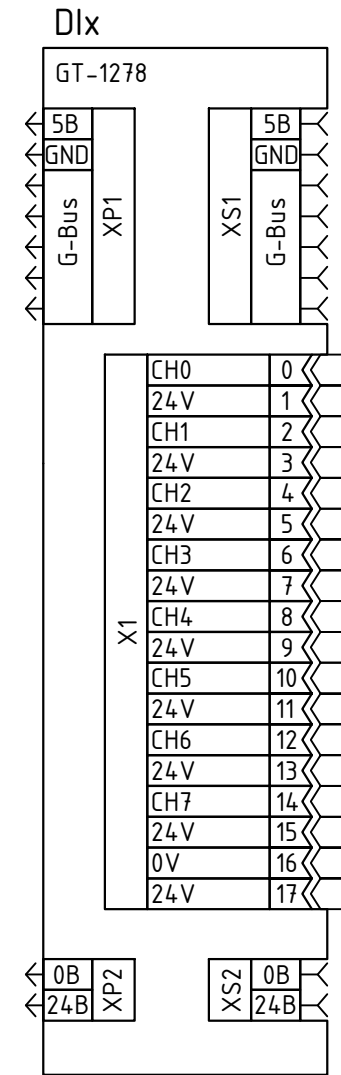 DIx
GT-1278
5В 5В
GND GND
G-Bus XP1 XS1 G-Bus
X1
CH0 0
24V 1
CH1 2
24V 3
CH2 4
24V 5
CH3 6
24V 7
CH4 8
24V 9
CH5 10
24V 11
CH6 12
24V 13
CH7 14
24V 15
0V 16
24V 17
0В XP2 XS2 0В
24В 24В